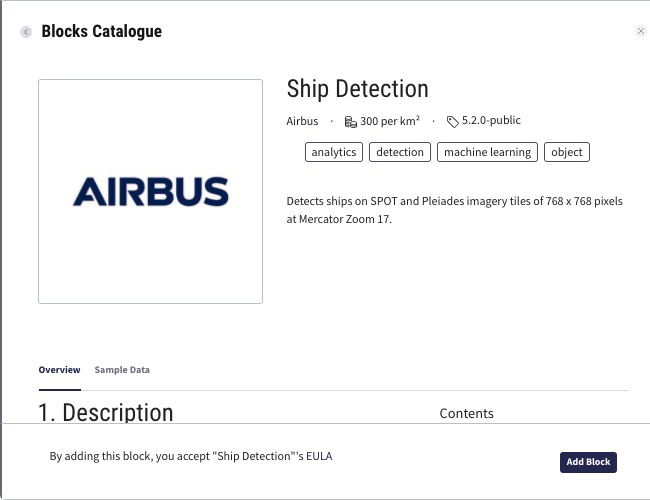 Blocks Catalogue
AIRBUS
Ship Detection
Airbus · 300 per km² · 5.2.0-public
analytics detection machine learning object
Detects ships on SPOT and Pleiades imagery tiles of 768 x 768 pixels
at Mercator Zoom 17.
Overview Sample Data
1. Description Contents
By adding this block, you accept "Ship Detection"'s EULA
Add Block